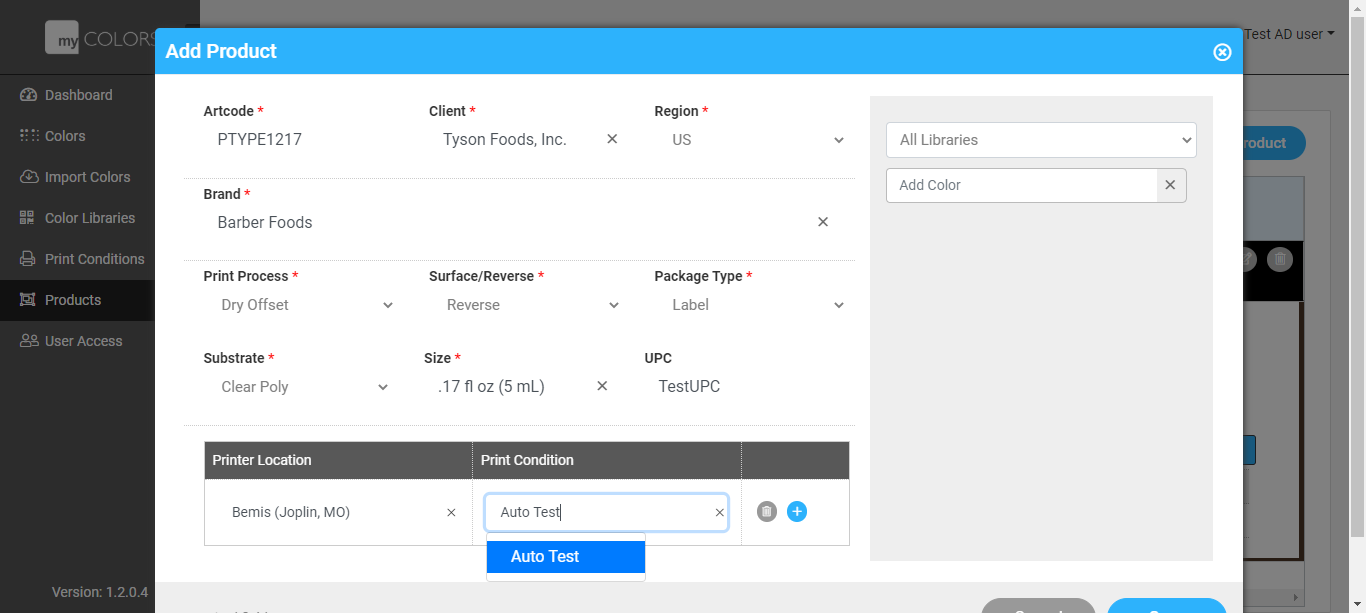 my COLORS
Test AD user
Add Product
Dashboard
Colors
Import Colors
Color Libraries
Print Conditions
Products
User Access
Version: 1.2.0.4
Artcode *
Client *
Region *
PTYPE1217
Tyson Foods, Inc.
US
Brand *
Barber Foods
Print Process *
Surface/Reverse *
Package Type *
Dry Offset
Reverse
Label
Substrate *
Size *
UPC
Clear Poly
.17 fl oz (5 mL)
TestUPC
Printer Location
Print Condition
Bemis (Joplin, MO)
Auto Test
Auto Test
All Libraries
Add Color
roduct